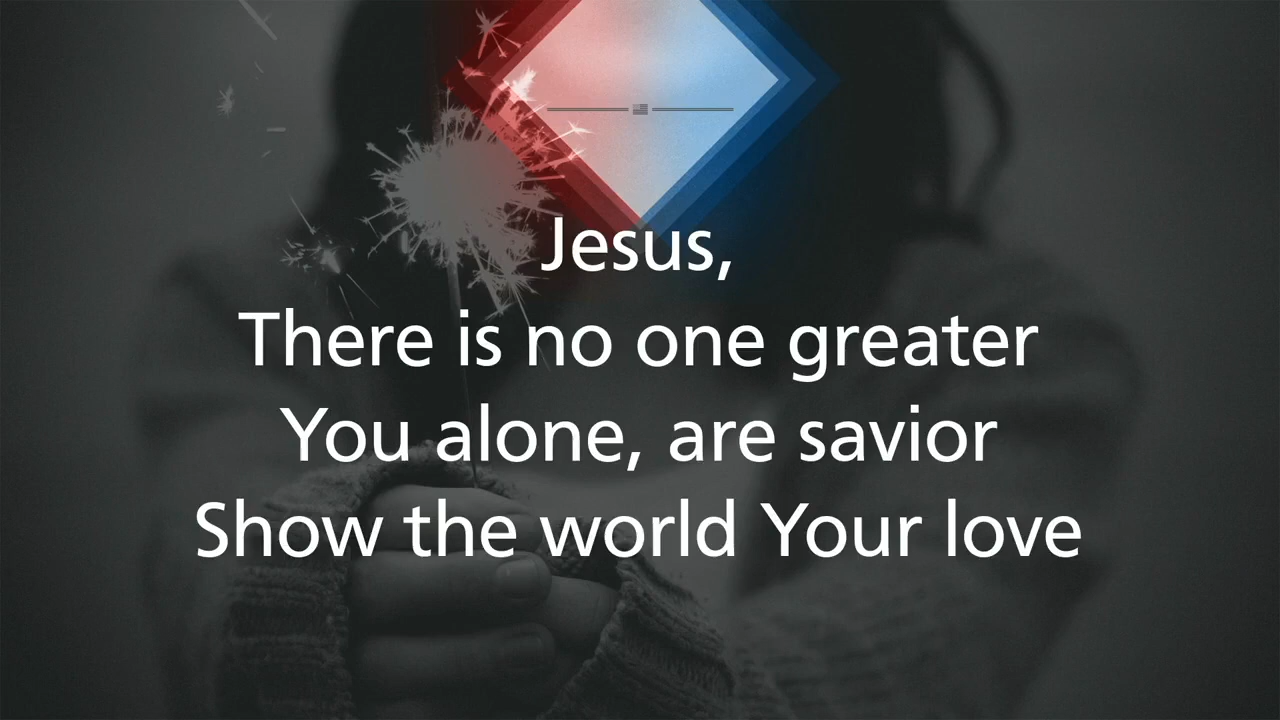 Jesus,
There is no one greater
You alone, are savior
Show the world Your love